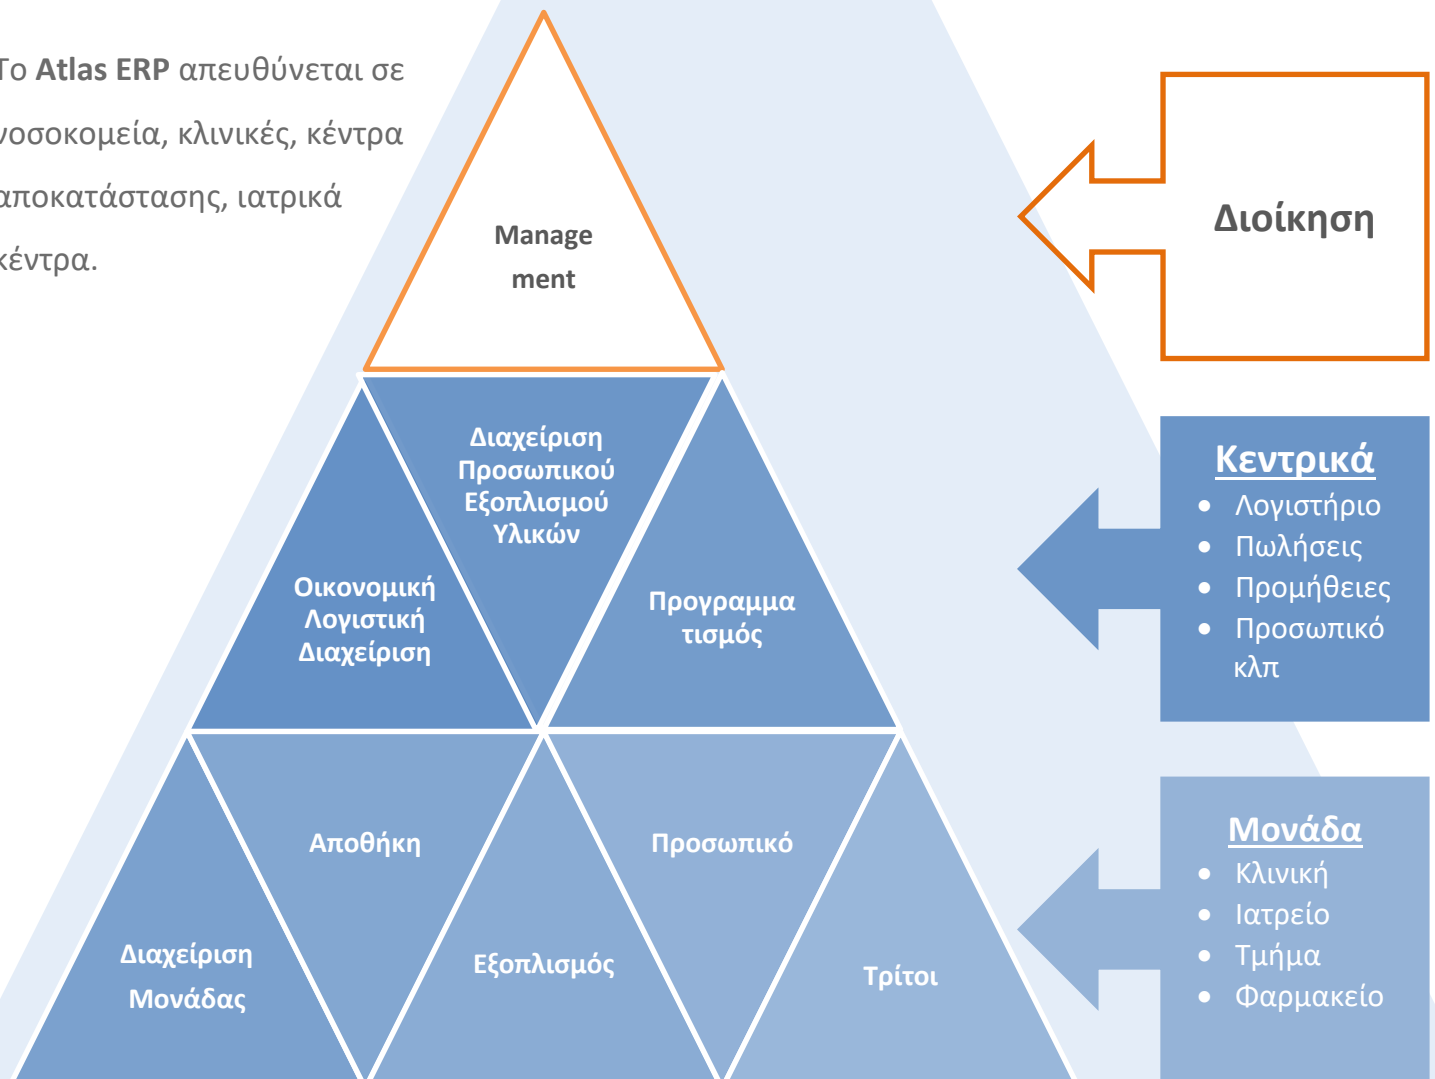 Το Atlas ERP απευθύνεται σε
νοσοκομεία, κλινικές, κέντρα
αποκατάστασης, ιατρικά
κέντρα.
Manage
ment
Διοίκηση
Διαχείριση
Προσωπικού
Εξοπλισμού
Υλικών
Οικονομική
Λογιστική
Διαχείριση
Προγραμμα
τισμός
Κεντρικά
• Λογιστήριο
• Πωλήσεις
• Προμήθειες
• Προσωπικό
κλπ
Αποθήκη
Προσωπικό
Διαχείριση
Μονάδας
Εξοπλισμός
Τρίτοι
Μονάδα
• Κλινική
• Ιατρείο
• Τμήμα
• Φαρμακείο